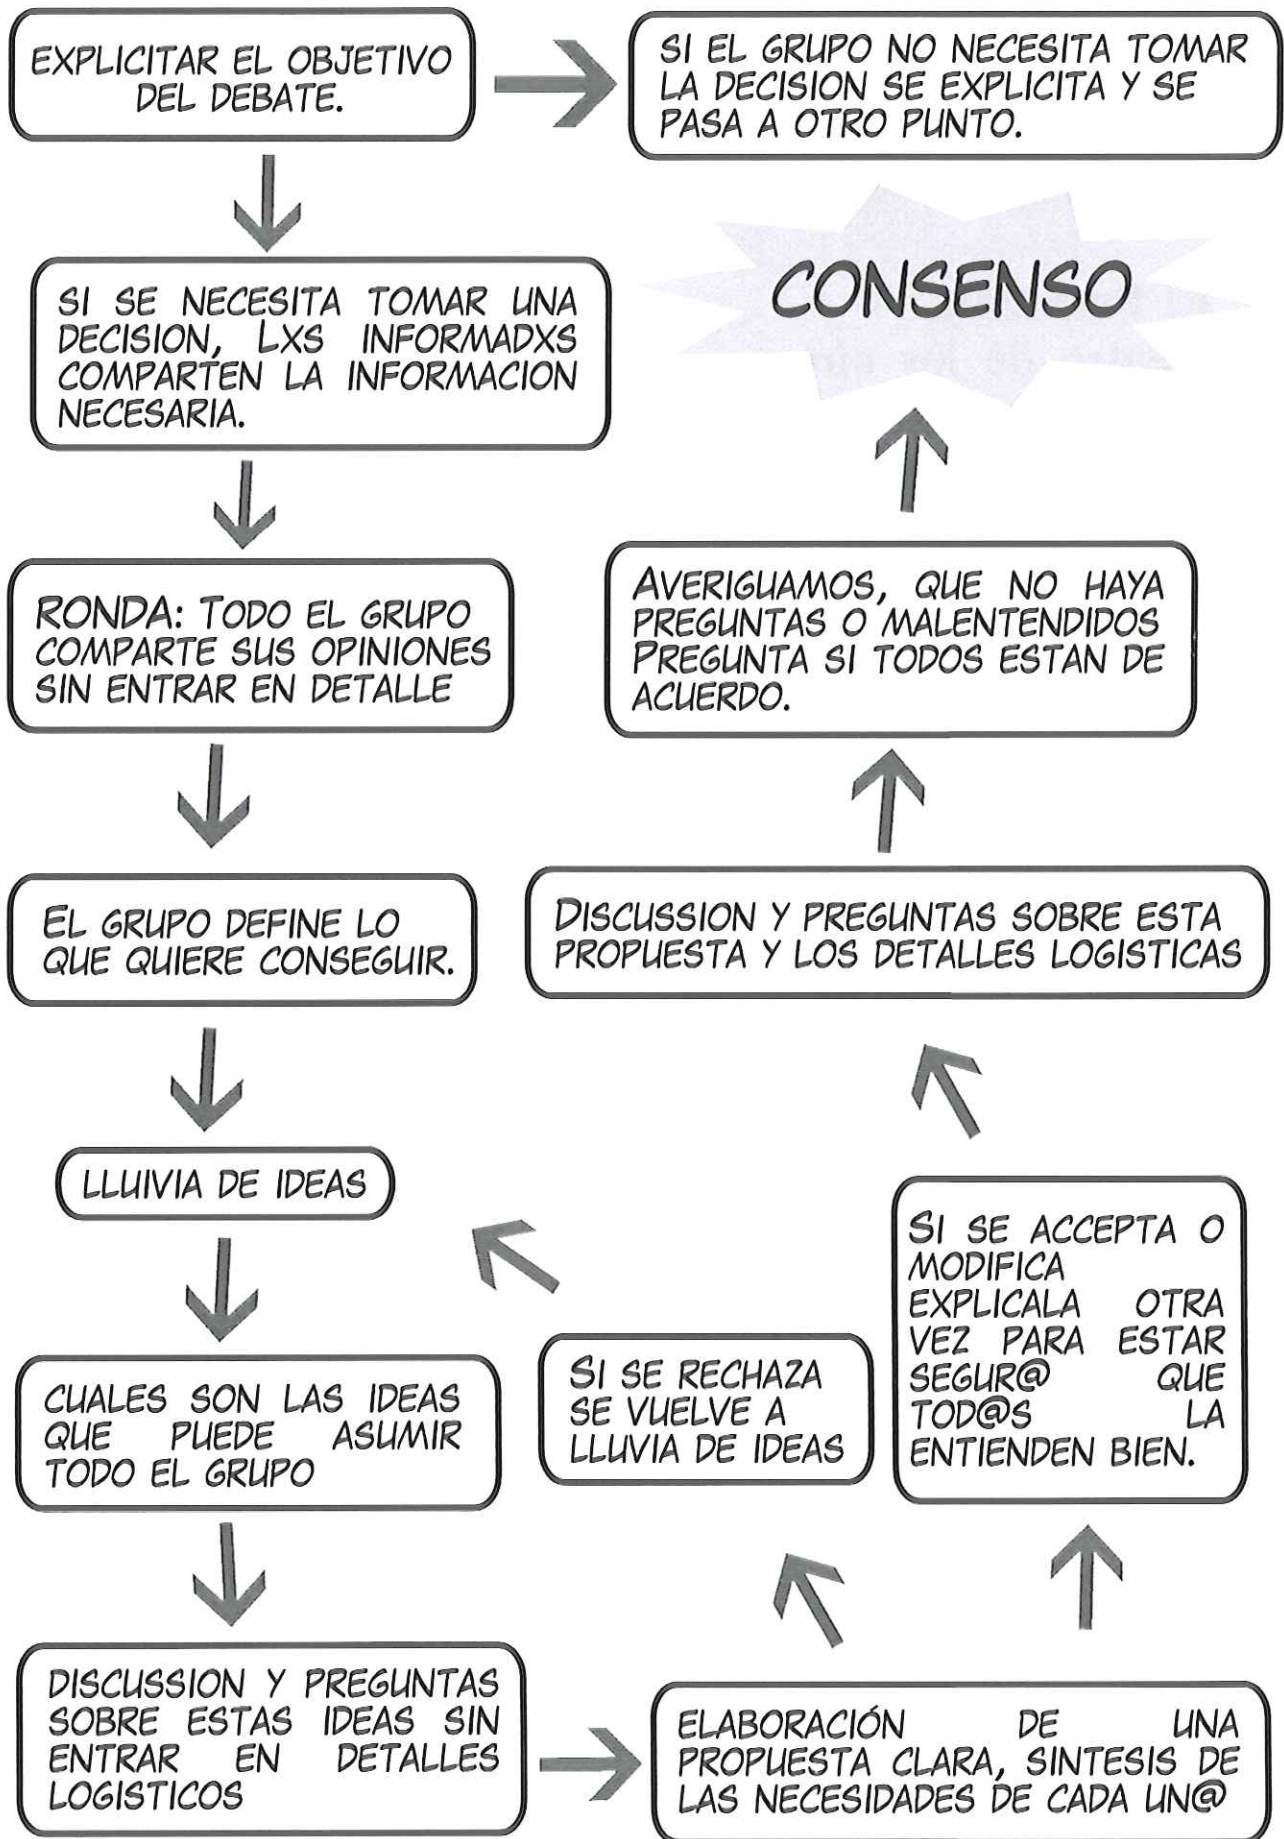 EXPLICITAR EL OBJETIVO
DEL DEBATE.
SI EL GRUPO NO NECESITA TOMAR
LA DECISION SE EXPLICITA Y SE
PASA A OTRO PUNTO.
SI SE NECESITA TOMAR UNA
DECISION, LXS INFORMADXS
COMPARTEN LA INFORMACION
NECESARIA.
RONDA: TODO EL GRUPO
COMPARTE SUS OPINIONES
SIN ENTRAR EN DETALLE
EL GRUPO DEFINE LO
QUE QUIERE CONSEGUIR.
LLUIVIA DE IDEAS
CUALES SON LAS IDEAS
QUE PUEDE ASUMIR
TODO EL GRUPO
DISCUSSION Y PREGUNTAS
SOBRE ESTAS IDEAS SIN
ENTRAR EN DETALLES
LOGISTICOS
ELABORACIÓN DE UNA
PROPUESTA CLARA, SINTESIS DE
LAS NECESIDADES DE CADA UN@
SI SE RECHAZA
SE VUELVE A
LLUVIA DE IDEAS
SI SE ACCEPTA O
MODIFICA
EXPLICALA OTRA
VEZ PARA ESTAR
SEGUR@ QUE
TOD@S LA
ENTIENDEN BIEN.
DISCUSSION Y PREGUNTAS SOBRE ESTA
PROPUESTA Y LOS DETALLES LOGISTICAS
AVERIGUAMOS, QUE NO HAYA
PREGUNTAS O MALENTENDIDOS
PREGUNTA SI TODOS ESTAN DE
ACUERDO.
CONSENSO